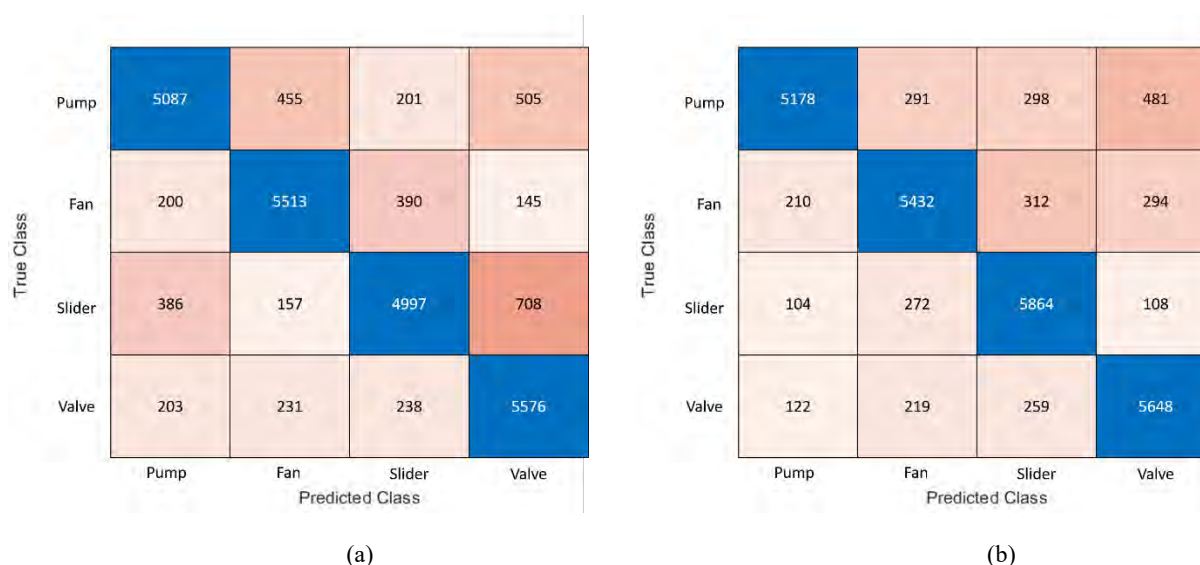 Pump 5087 455 201 505
Fan 200 5513 390 145
Slider 386 157 4997 708
Valve 203 231 238 5576
Pump Fan Slider Valve
Predicted Class
True Class
(a)
Pump 5178 291 298 481
Fan 210 5432 312 294
Slider 104 272 5864 108
Valve 122 219 259 5648
Pump Fan Slider Valve
Predicted Class
True Class
(b)